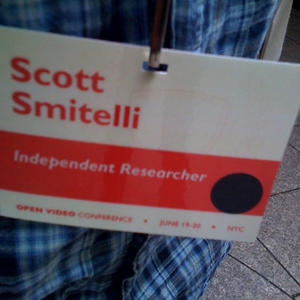 Scott
Smitelli
Independent Researcher
OPEN VIDEO CONFERENCE • JUNE 19-20 • NYC